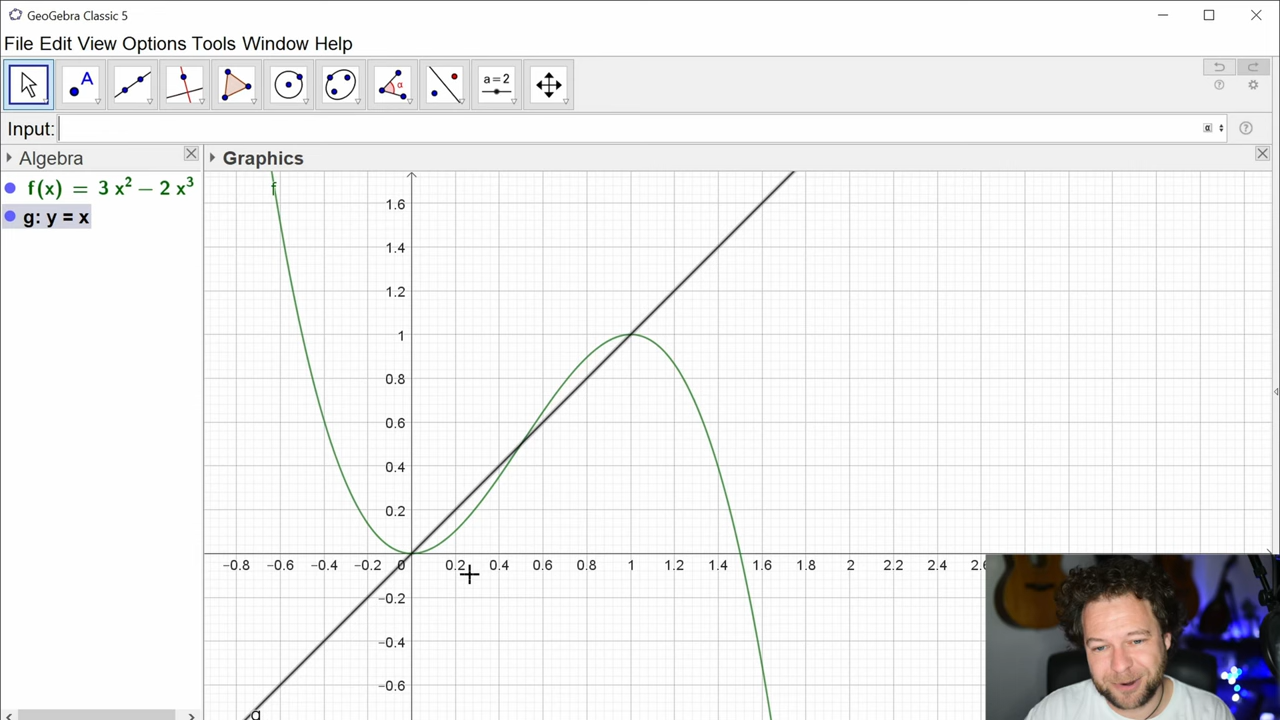 GeoGebra Classic 5
File Edit View Options Tools Window Help
A
α
a=2
Input:
α
Algebra
Graphics
f(x) = 3 x² − 2 x³
g: y = x
f
1.6
1.4
1.2
1
0.8
0.6
0.4
0.2
−0.8 −0.6 −0.4 −0.2 0 0.2 0.4 0.6 0.8 1 1.2 1.4 1.6 1.8 2 2.2 2.4
−0.2
−0.4
−0.6
g